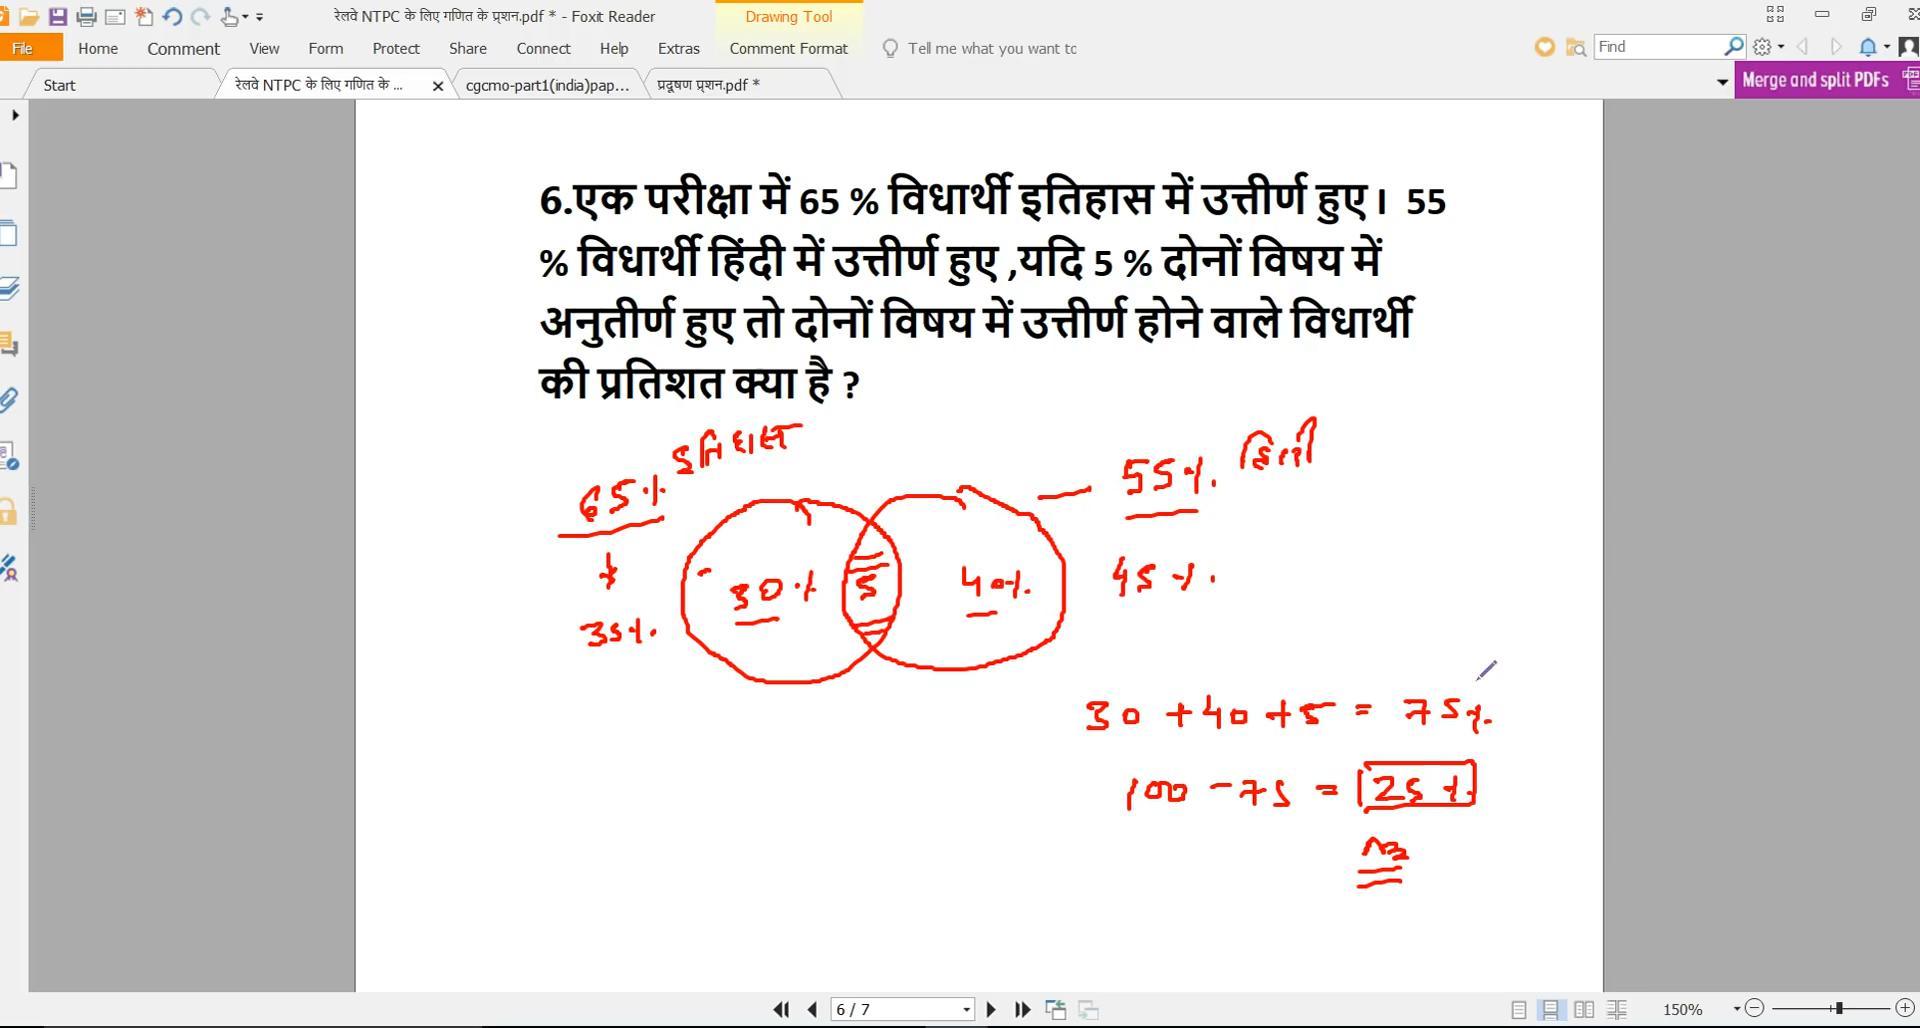 रेलवे NTPC के लिए गणित के प्रशन.pdf * - Foxit Reader
Drawing Tool
File Home Comment View Form Protect Share Connect Help Extras Comment Format Tell me what you want to Find
Start रेलवे NTPC के लिए गणित के ... cgcmo-part1(india)pap... प्रदूषण प्र्शन.pdf * Merge and split PDFs
6.एक परीक्षा में 65 % विधार्थी इतिहास में उत्तीर्ण हुए। 55
% विधार्थी हिंदी में उत्तीर्ण हुए ,यदि 5 % दोनों विषय में
अनुतीर्ण हुए तो दोनों विषय में उत्तीर्ण होने वाले विधार्थी
की प्रतिशत क्या है ?
65% इतिहास 55%. हिन्दी
30% 5 40%. 45%.
35%.
30 + 40 + 5 = 75%.
100 - 75 = 25%.
6 / 7 150%